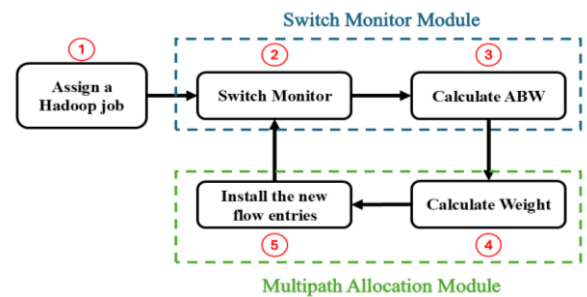 Switch Monitor Module
1
2
3
Assign a
Hadoop job
Switch Monitor
Calculate ABW
Install the new
flow entries
Calculate Weight
5
4
Multipath Allocation Module